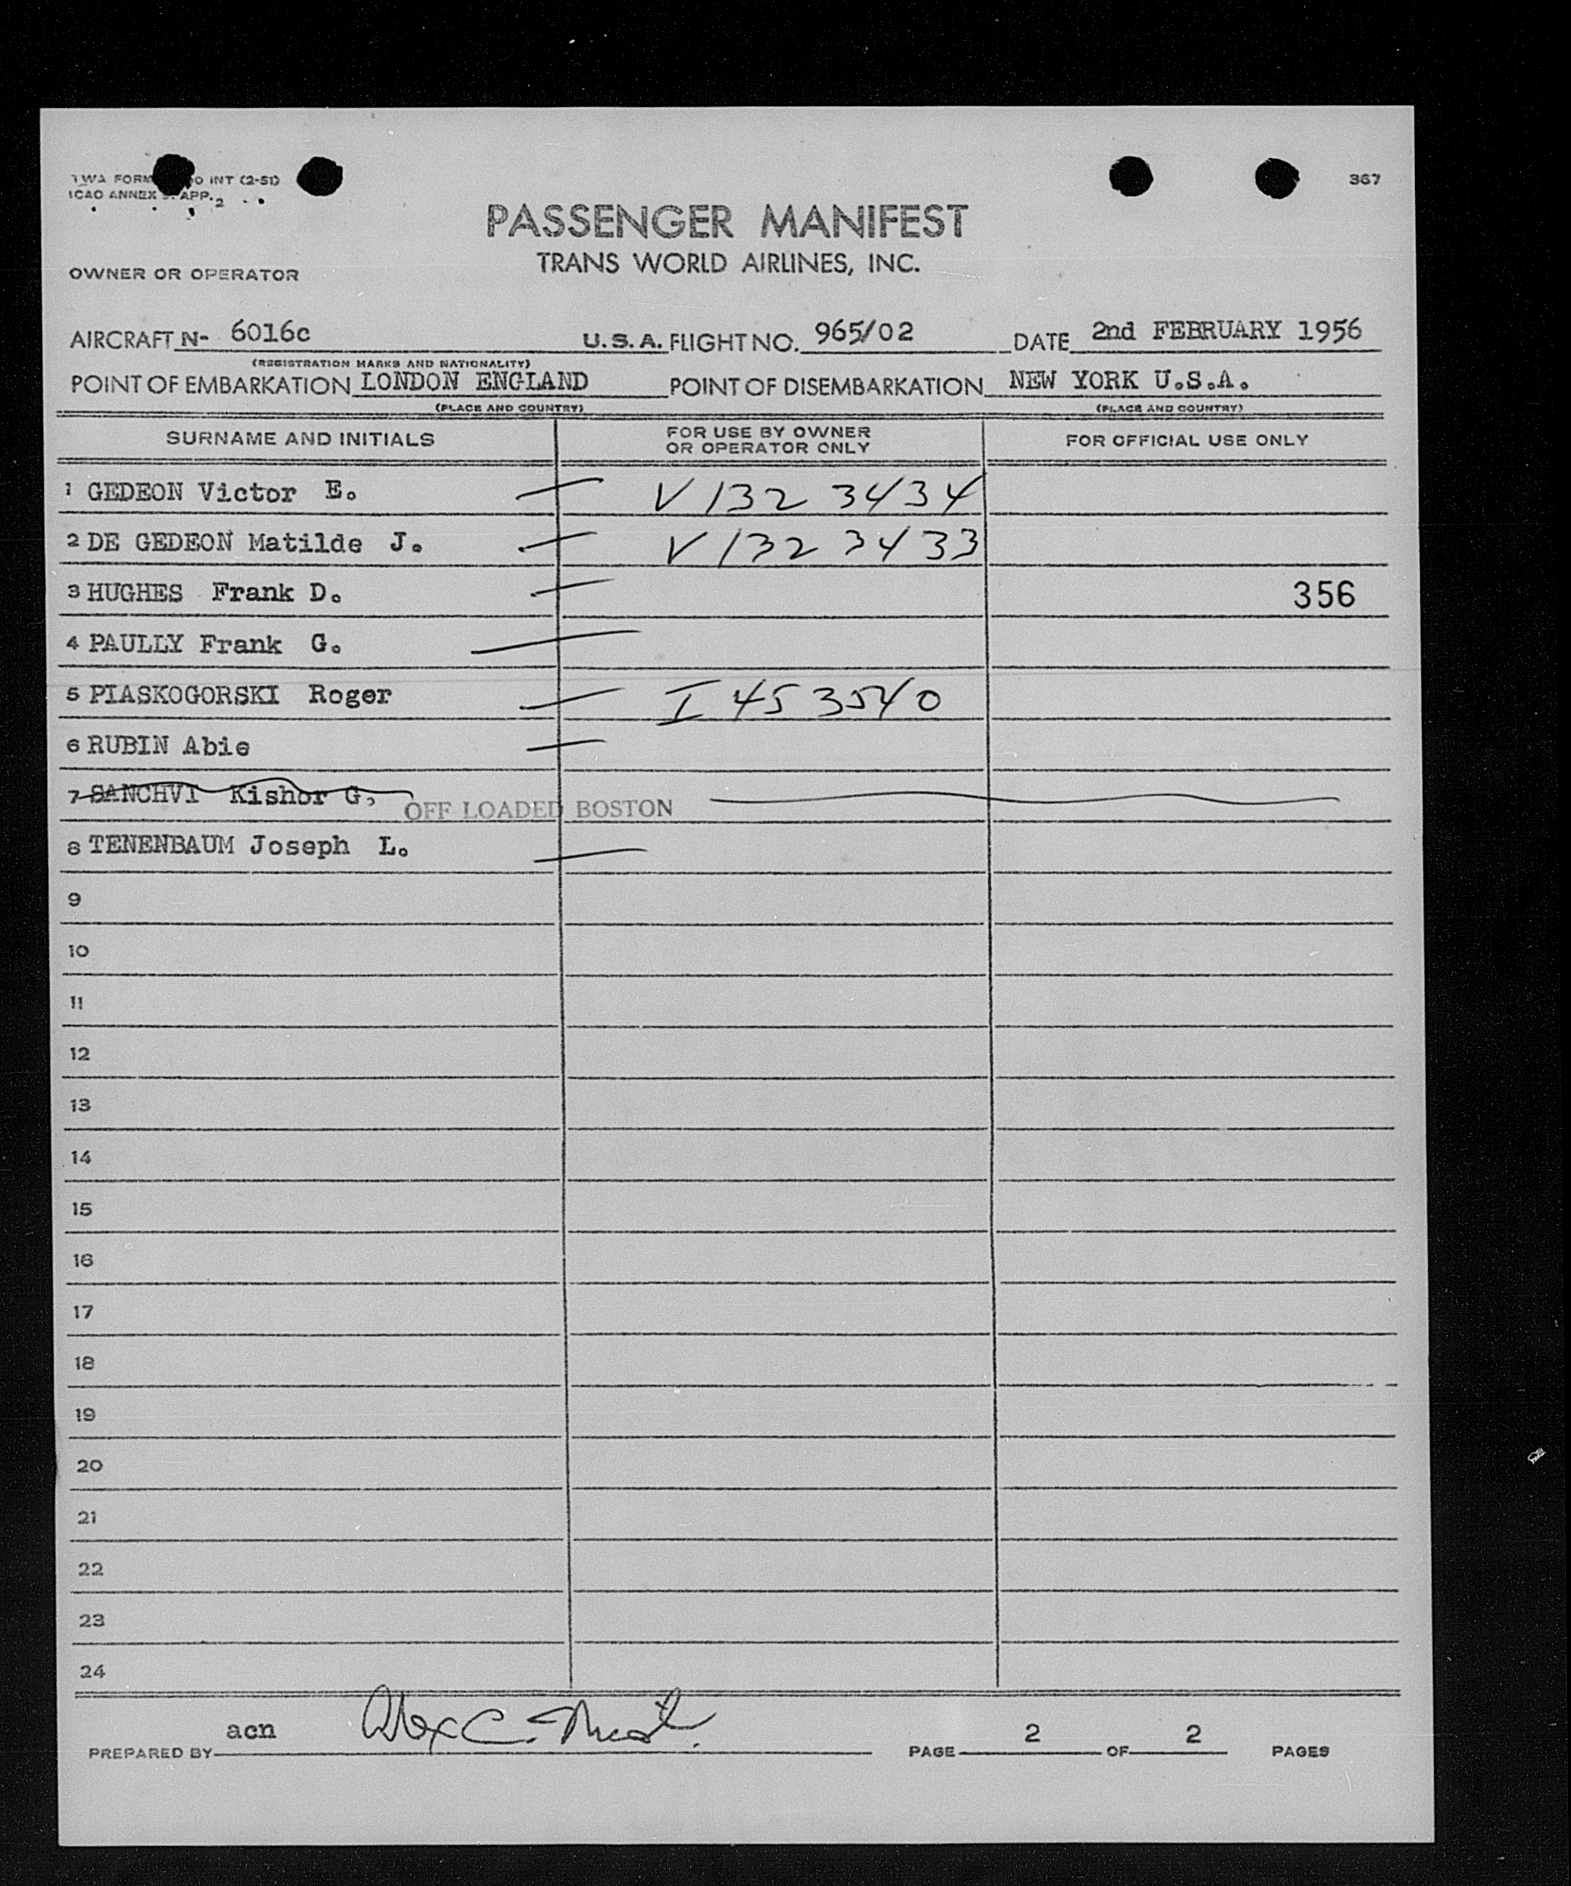 TWA FORM O INT (2-51)
ICAO ANNEX APP. 2
367
PASSENGER MANIFEST
TRANS WORLD AIRLINES, INC.
OWNER OR OPERATOR
AIRCRAFT N- 6016c U.S.A. FLIGHT NO. 965/02 DATE 2nd FEBRUARY 1956
(REGISTRATION MARKS AND NATIONALITY)
POINT OF EMBARKATION LONDON ENGLAND POINT OF DISEMBARKATION NEW YORK U.S.A.
(PLACE AND COUNTRY) (PLACE AND COUNTRY)
SURNAME AND INITIALS FOR USE BY OWNER OR OPERATOR ONLY FOR OFFICIAL USE ONLY
1 GEDEON Victor E. V1323434
2 DE GEDEON Matilde J. V1323433
3 HUGHES Frank D. 356
4 PAULLY Frank G.
5 PIASKOGORSKI Roger I 453540
6 RUBIN Abie
7 SANCHVI Kishor G, OFF LOADED BOSTON
8 TENENBAUM Joseph L.
9
10
11
12
13
14
15
16
17
18
19
20
21
22
23
24
PREPARED BY acn Alex C. PAGE 2 OF 2 PAGES